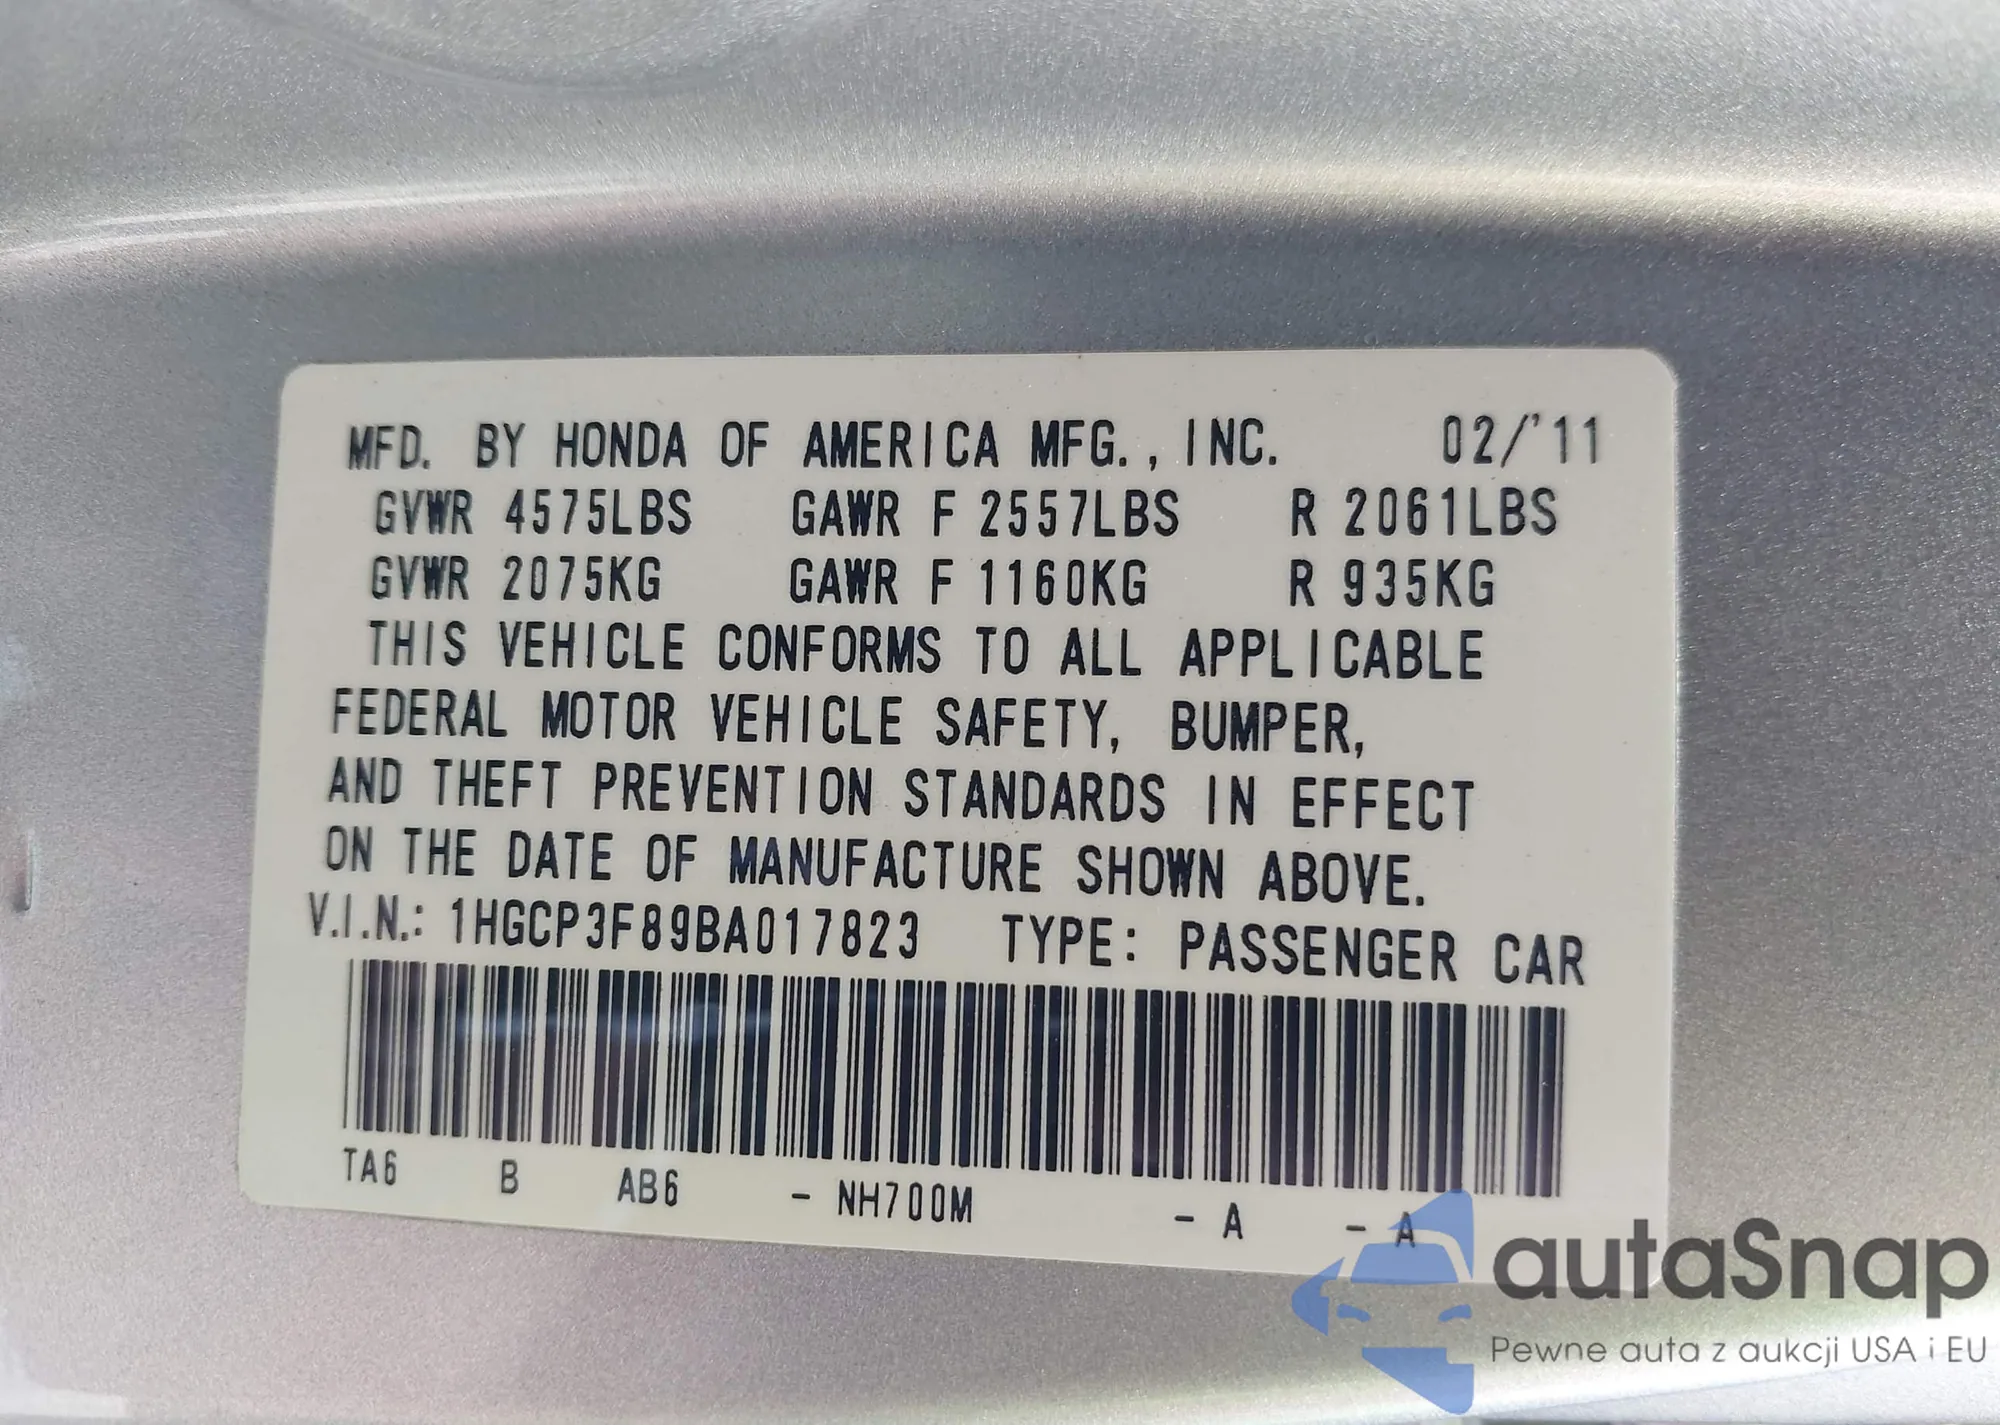 MFD. BY HONDA OF AMERICA MFG., INC. 02/'11
GVWR 4575LBS GAWR F 2557LBS R 2061LBS
GVWR 2075KG GAWR F 1160KG R 935KG
THIS VEHICLE CONFORMS TO ALL APPLICABLE
FEDERAL MOTOR VEHICLE SAFETY, BUMPER,
AND THEFT PREVENTION STANDARDS IN EFFECT
ON THE DATE OF MANUFACTURE SHOWN ABOVE.
V.I.N.: 1HGCP3F89BA017823 TYPE: PASSENGER CAR
TA6 B AB6 - NH700M - A - A
autaSnap
Pewne auta z aukcji USA i EU